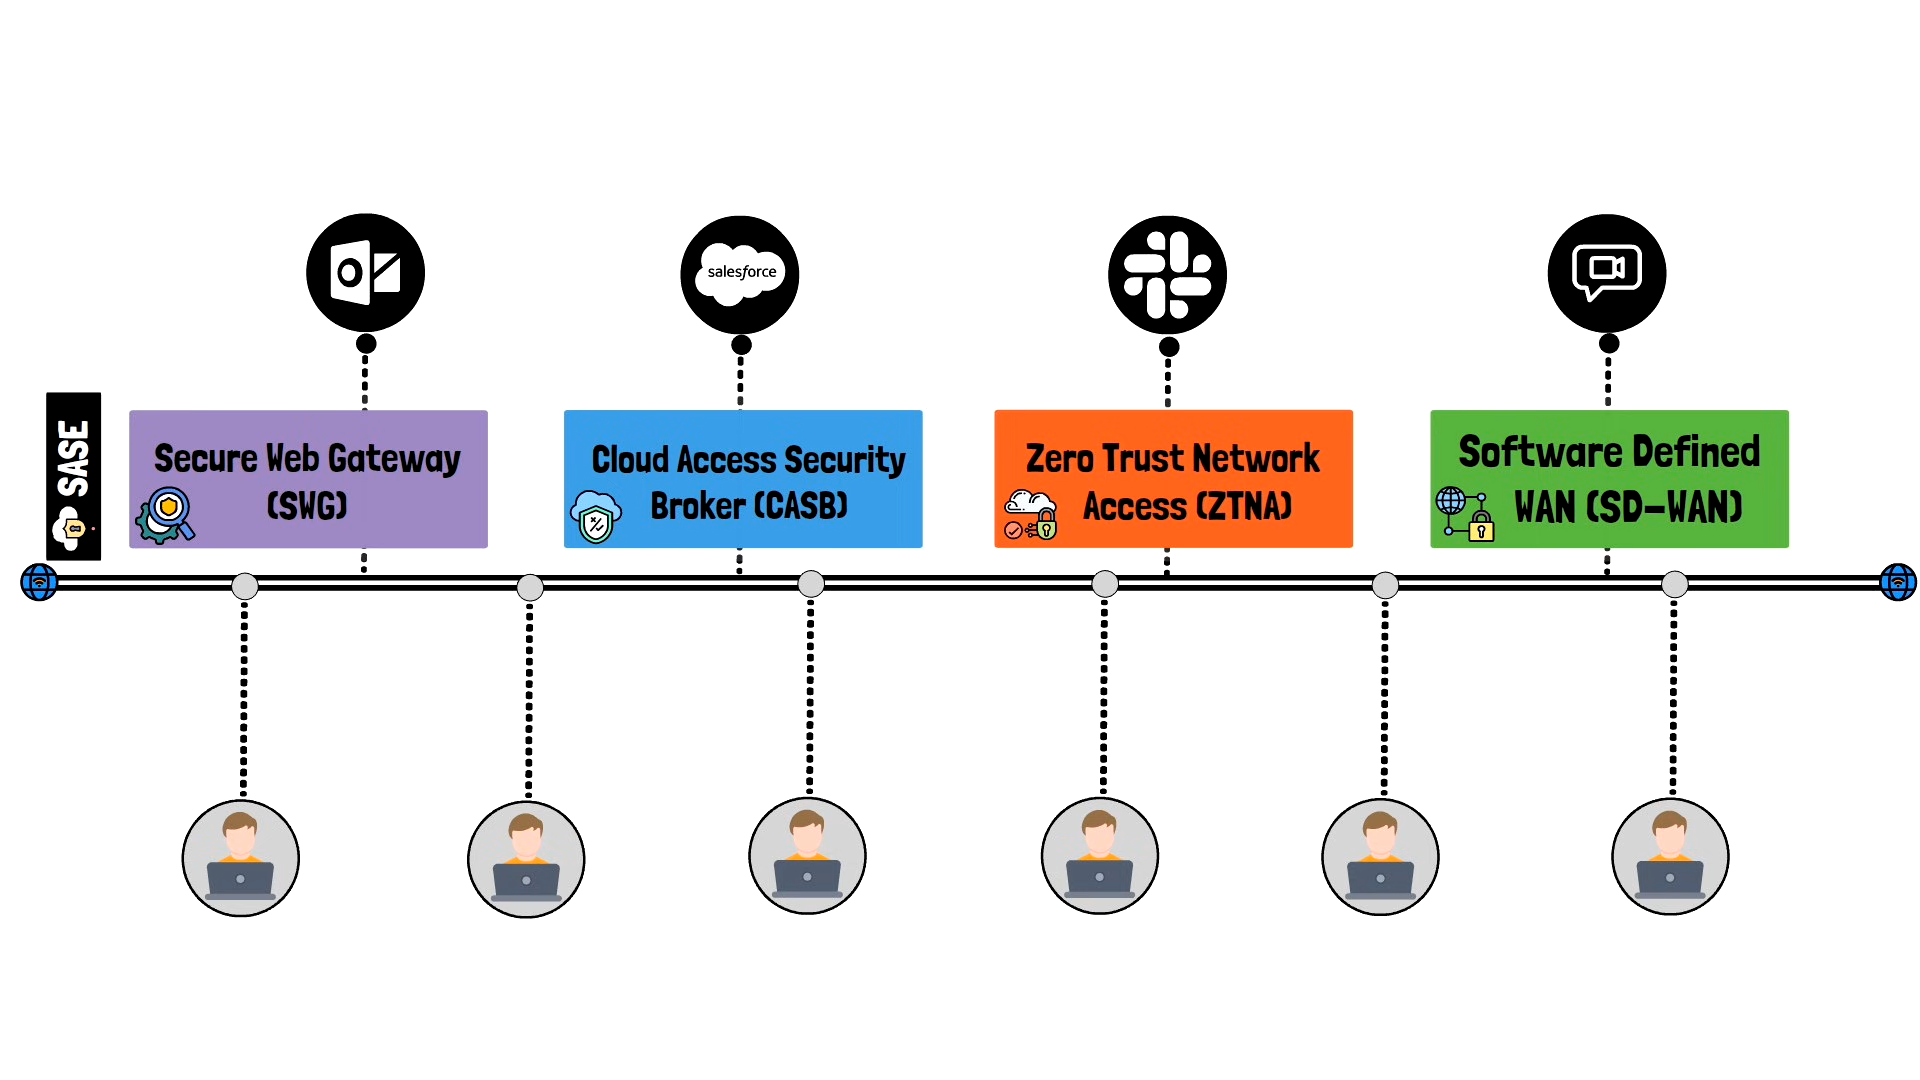 salesforce
SASE
Secure Web Gateway
(SWG)
Cloud Access Security
Broker (CASB)
Zero Trust Network
Access (ZTNA)
Software Defined
WAN (SD-WAN)